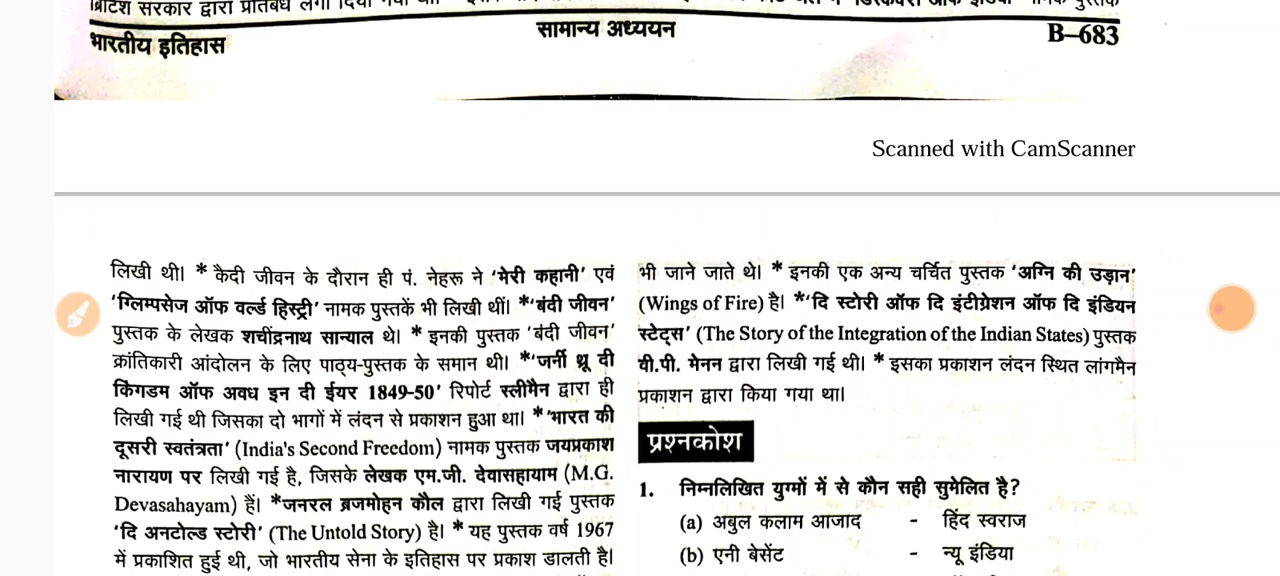 ब्रिटिश सरकार द्वारा प्रतिबंध लगा दिया गया था।
भारतीय इतिहास
सामान्य अध्ययन
B–683
Scanned with CamScanner
लिखी थी। * कैदी जीवन के दौरान ही पं. नेहरू ने ‘मेरी कहानी’ एवं
‘ग्लिम्पसेज ऑफ वर्ल्ड हिस्ट्री’ नामक पुस्तकें भी लिखी थीं। *‘बंदी जीवन’
पुस्तक के लेखक शचींद्रनाथ सान्याल थे। * इनकी पुस्तक ‘बंदी जीवन’
क्रांतिकारी आंदोलन के लिए पाठ्य-पुस्तक के समान थी। *‘जर्नी थ्रू दी
किंगडम ऑफ अवध इन दी ईयर 1849-50’ रिपोर्ट स्लीमैन द्वारा ही
लिखी गई थी जिसका दो भागों में लंदन से प्रकाशन हुआ था। *‘भारत की
दूसरी स्वतंत्रता’ (India's Second Freedom) नामक पुस्तक जयप्रकाश
नारायण पर लिखी गई है, जिसके लेखक एम.जी. देवासहायाम (M.G.
Devasahayam) हैं। *जनरल ब्रजमोहन कौल द्वारा लिखी गई पुस्तक
‘दि अनटोल्ड स्टोरी’ (The Untold Story) है। * यह पुस्तक वर्ष 1967
में प्रकाशित हुई थी, जो भारतीय सेना के इतिहास पर प्रकाश डालती है।
भी जाने जाते थे। * इनकी एक अन्य चर्चित पुस्तक ‘अग्नि की उड़ान’
(Wings of Fire) है। *‘दि स्टोरी ऑफ दि इंटीग्रेशन ऑफ दि इंडियन
स्टेट्स’ (The Story of the Integration of the Indian States) पुस्तक
वी.पी. मेनन द्वारा लिखी गई थी। * इसका प्रकाशन लंदन स्थित लांगमैन
प्रकाशन द्वारा किया गया था।
प्रश्नकोश
1. निम्नलिखित युग्मों में से कौन सही सुमेलित है?
(a) अबुल कलाम आजाद - हिंद स्वराज
(b) एनी बेसेंट - न्यू इंडिया